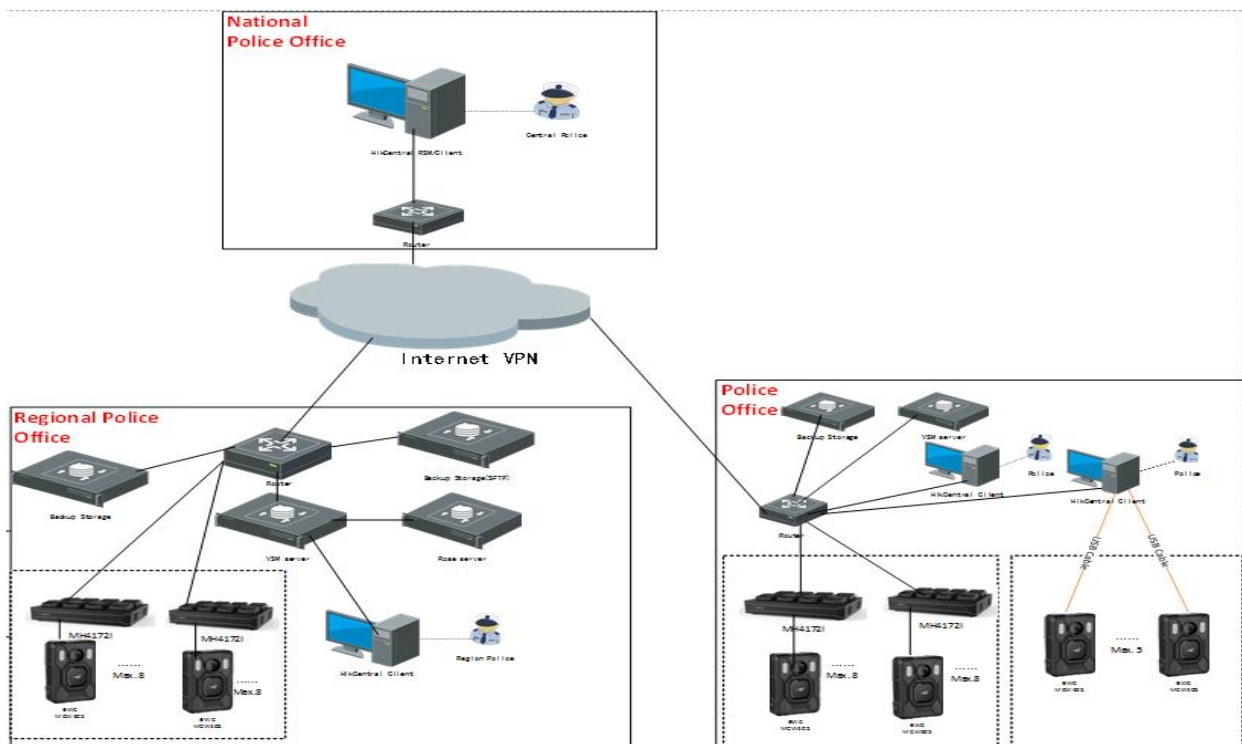 National
Police Office
Central Police
HikCentral RSM/Client
Router
Internet VPN
Regional Police
Office
Router
Backup Storage(SFTP)
Backup Storage
VSM server
Rose server
MH4172I
MH4172I
......
Max.8
......
Max.8
HikCentral Client
Region Police
Police
Office
Backup Storage
VSM server
Police
HikCentral Client
Police
HikCentral Client
Router
USB Cable
USB Cable
MH4172I
MH4172I
......
Max.8
......
Max.8
......
Max. 5